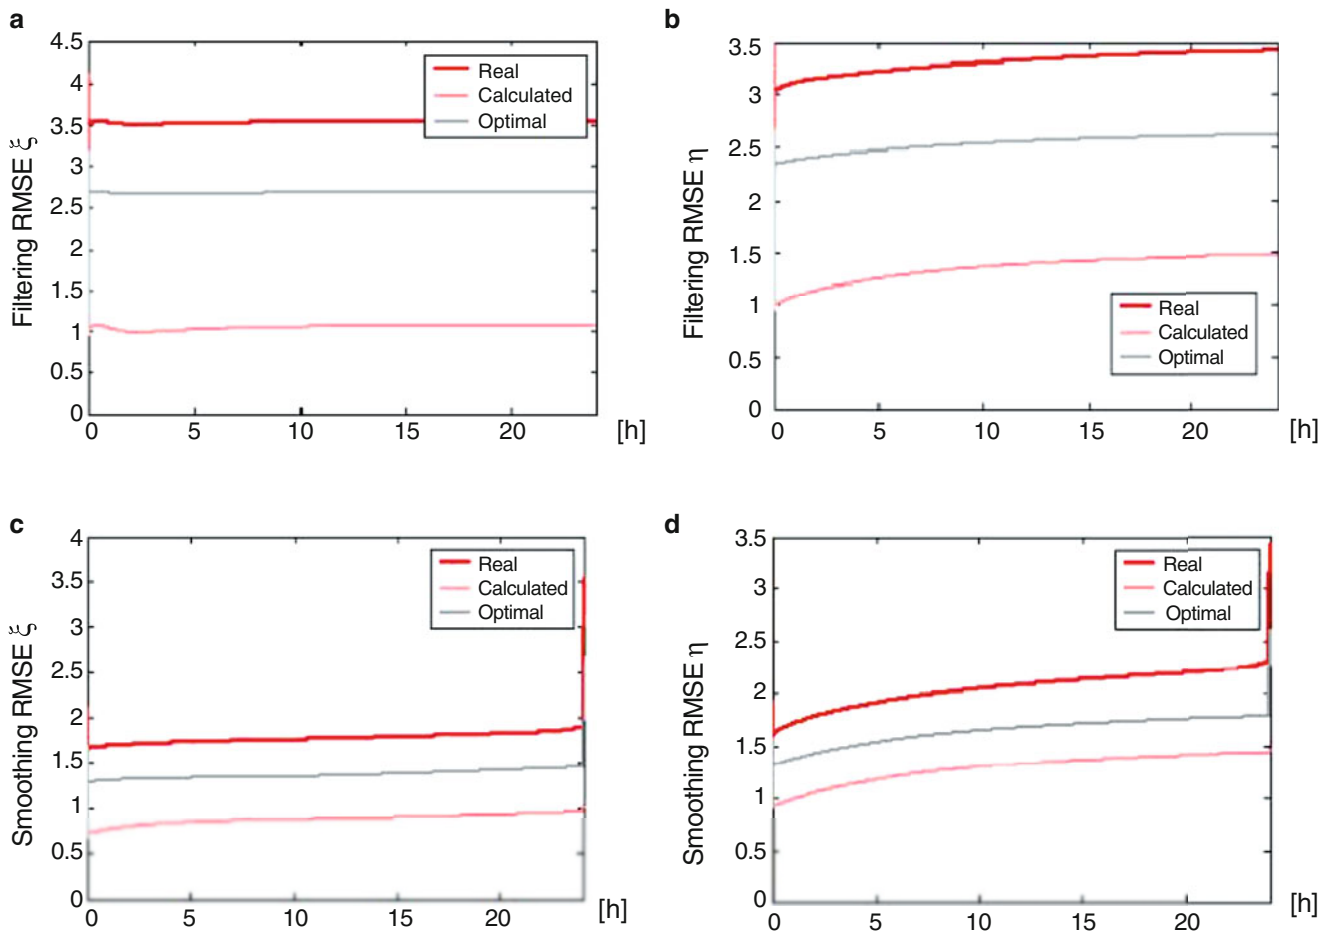 a
4.5
4
3.5
3
2.5
2
1.5
1
0.5
0
Filtering RMSE ξ
Real
Calculated
Optimal
0 5 10 15 20 [h]
b
3.5
3
2.5
2
1.5
1
0.5
0
Filtering RMSE η
Real
Calculated
Optimal
0 5 10 15 20 [h]
c
4
3.5
3
2.5
2
1.5
1
0.5
0
Smoothing RMSE ξ
Real
Calculated
Optimal
0 5 10 15 20 [h]
d
3.5
3
2.5
2
1.5
1
0.5
0
Smoothing RMSE η
Real
Calculated
Optimal
0 5 10 15 20 [h]